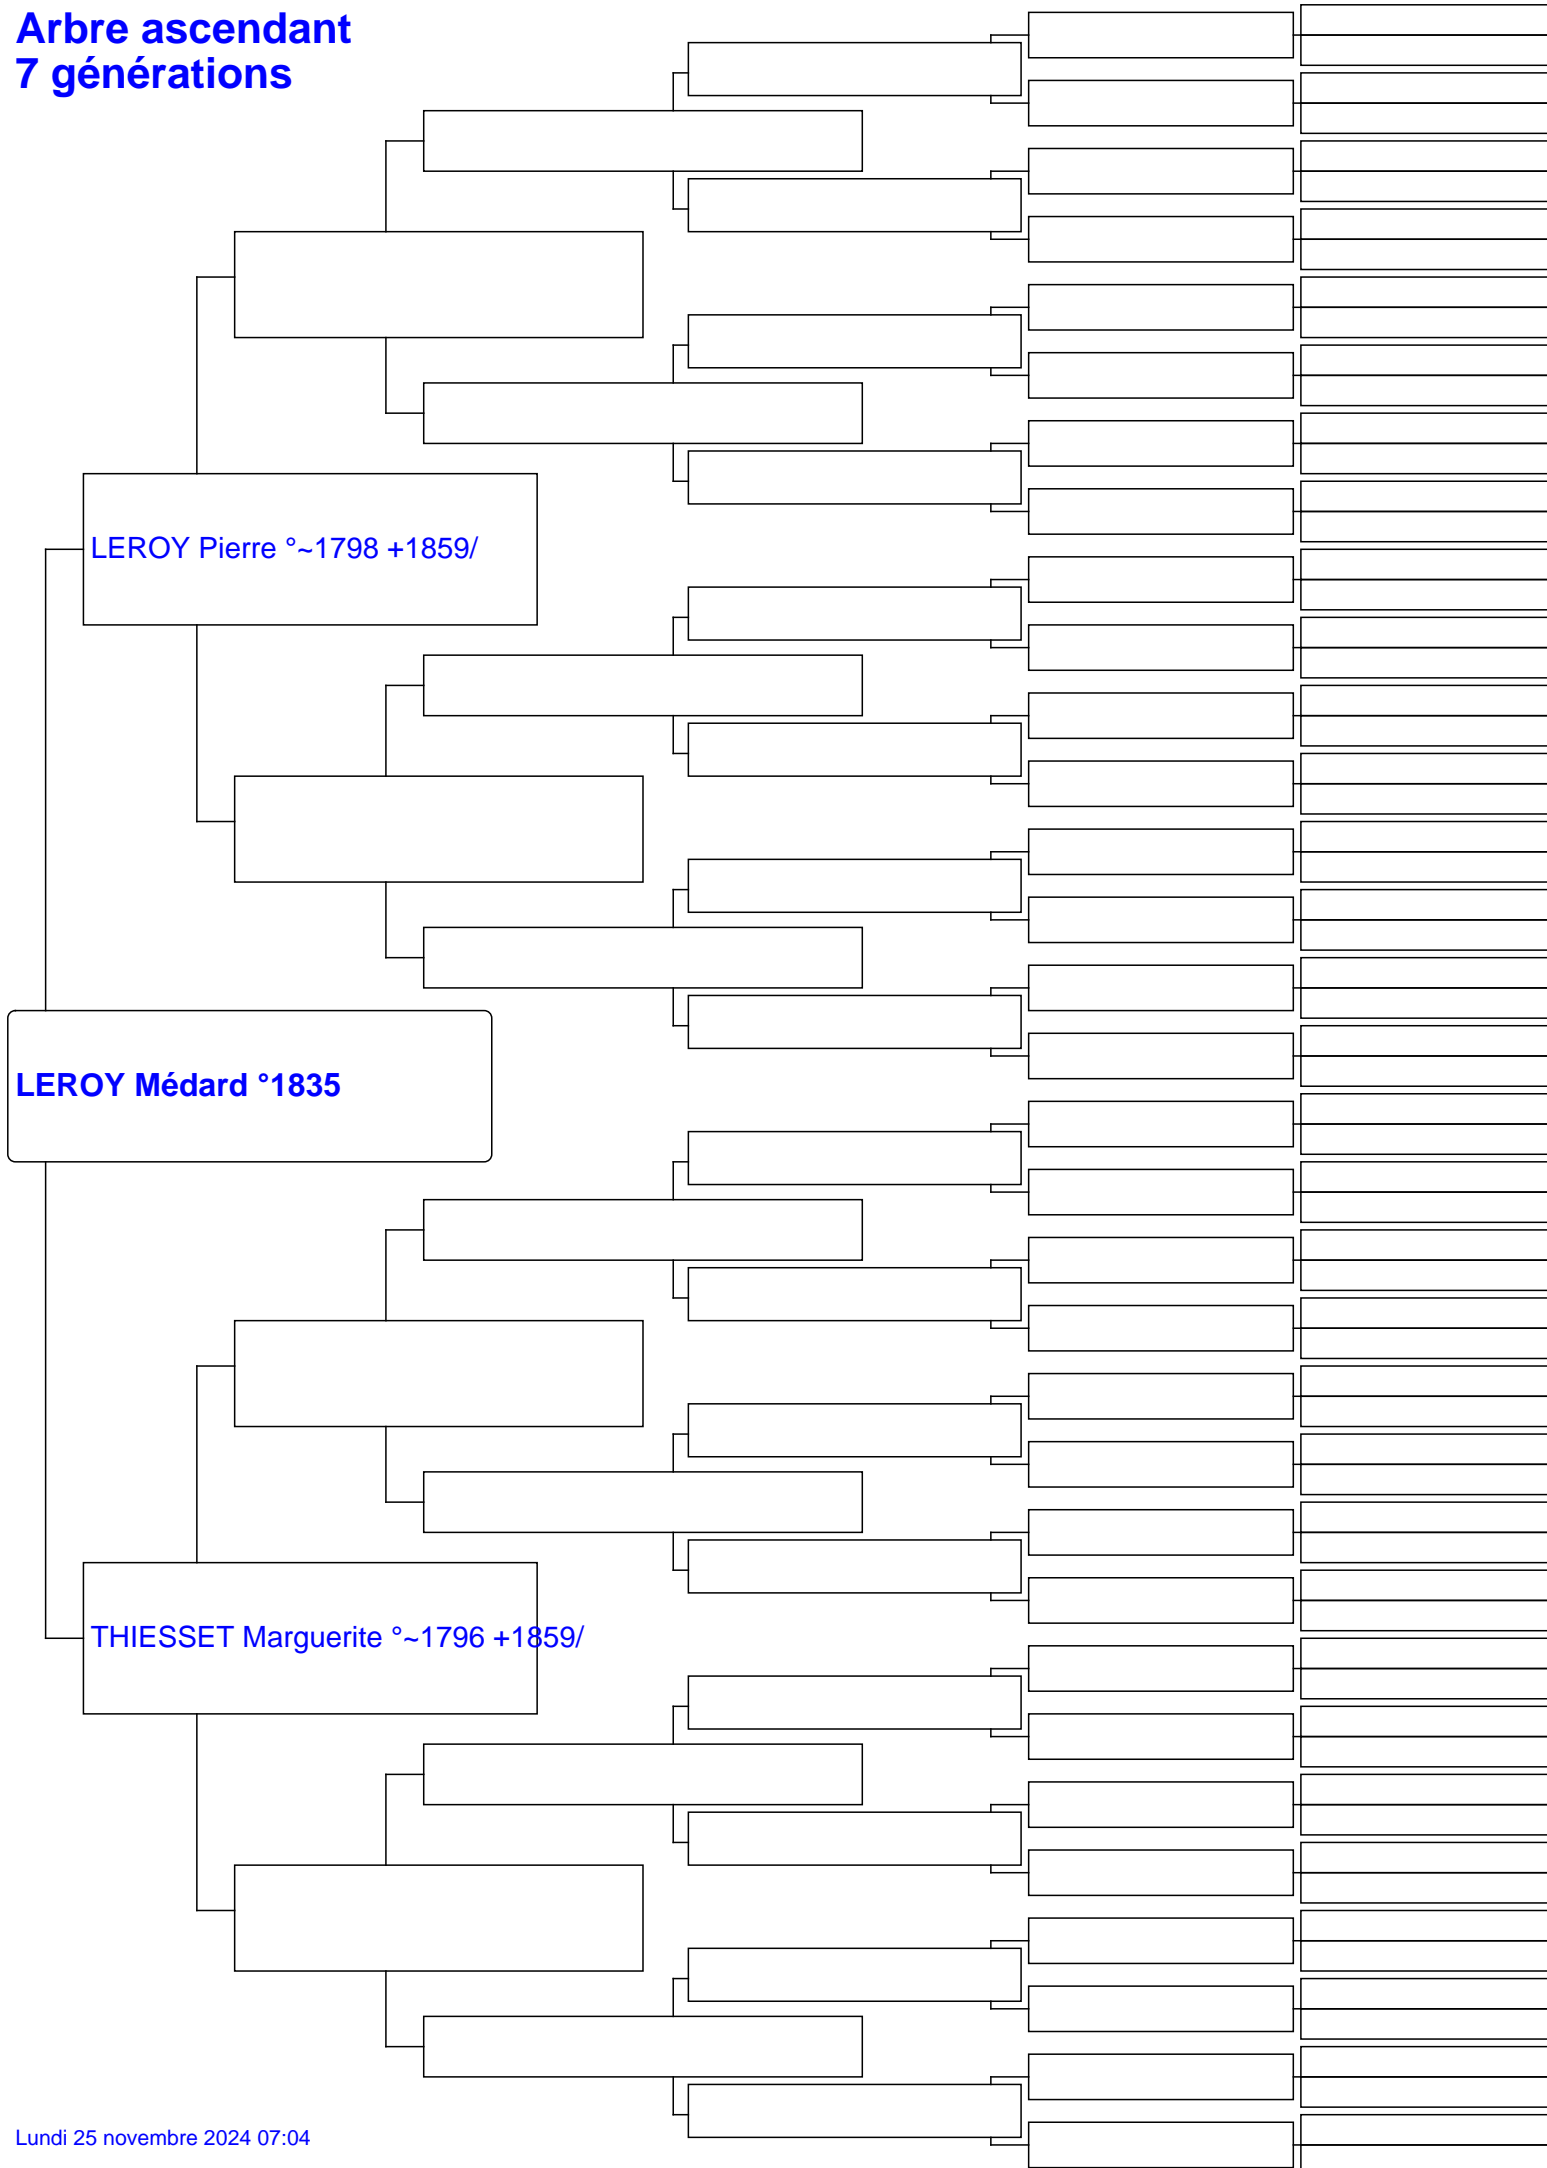 Arbre ascendant
7 générations
LEROY Pierre °~1798 +1859/
LEROY Médard °1835
THIESSET Marguerite °~1796 +1859/
Lundi 25 novembre 2024 07:04